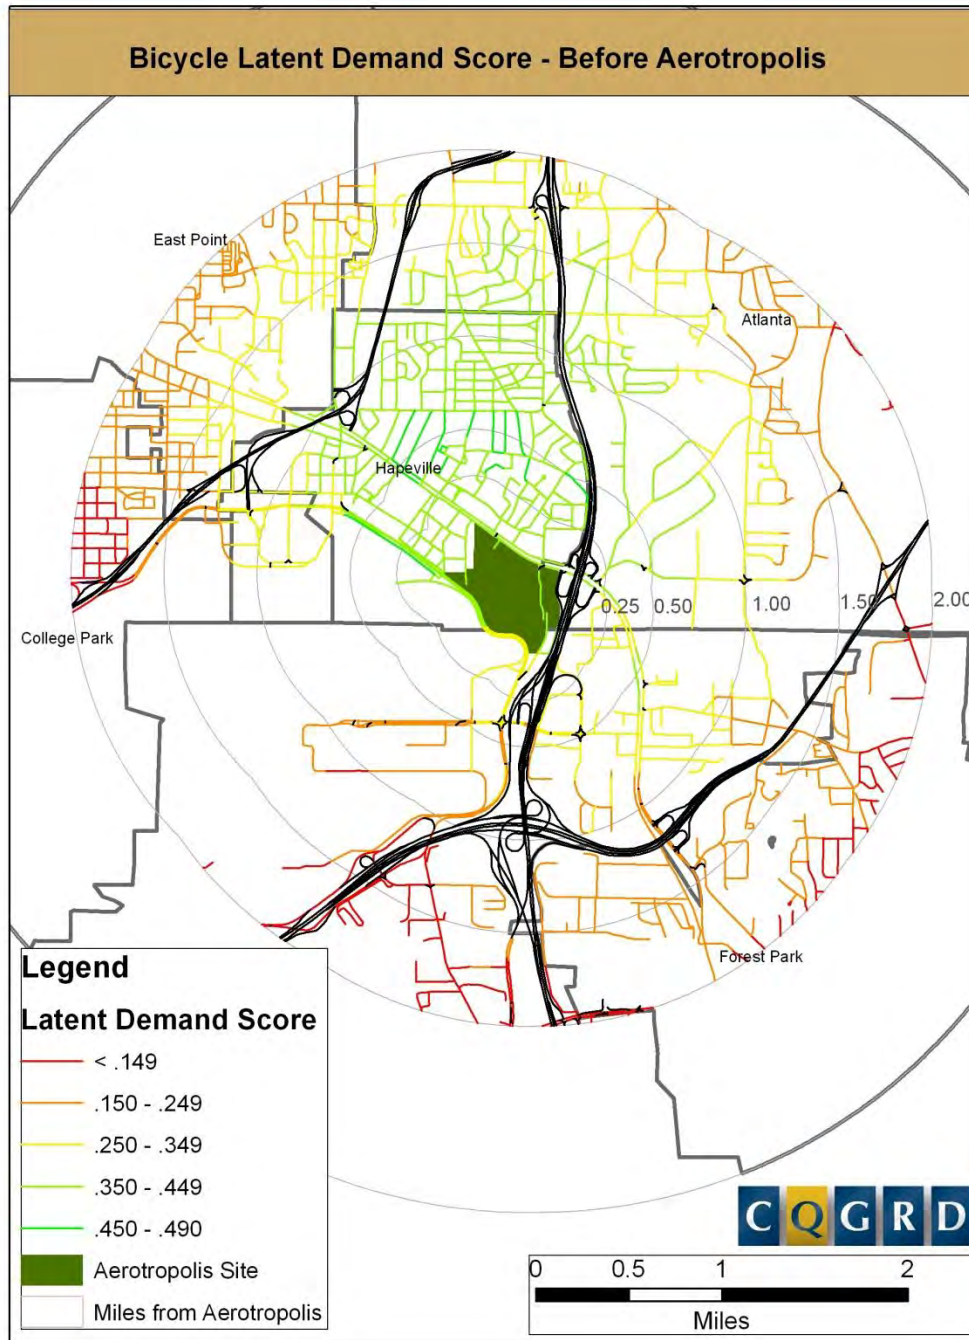 Bicycle Latent Demand Score - Before Aerotropolis
East Point
Atlanta
Hapeville
0.25
0.50
1.00
1.50
2.00
College Park
Forest Park
Legend
Latent Demand Score
< .149
.150 - .249
.250 - .349
.350 - .449
.450 - .490
Aerotropolis Site
Miles from Aerotropolis
C Q G R D
0 0.5 1 2
Miles